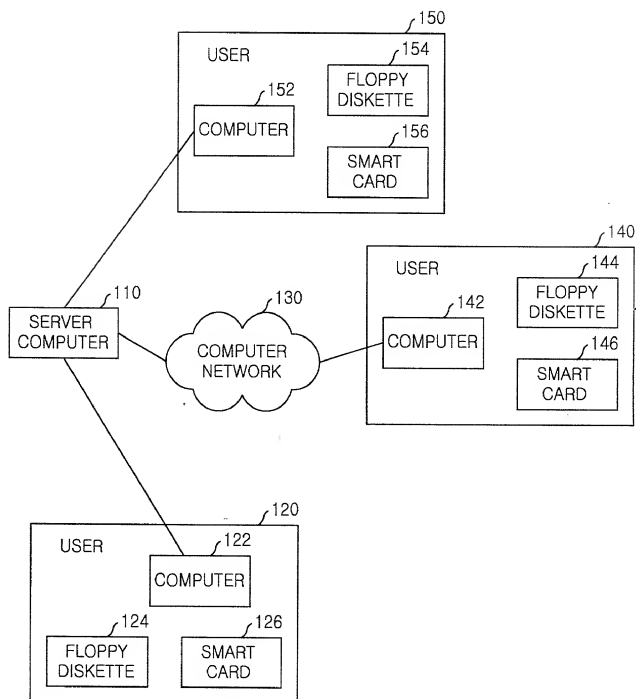 150
USER
154
FLOPPY
DISKETTE
152
COMPUTER
156
SMART
CARD
140
USER
144
FLOPPY
DISKETTE
110
SERVER
COMPUTER
130
COMPUTER
NETWORK
142
COMPUTER
146
SMART
CARD
120
USER
122
COMPUTER
124
FLOPPY
DISKETTE
126
SMART
CARD